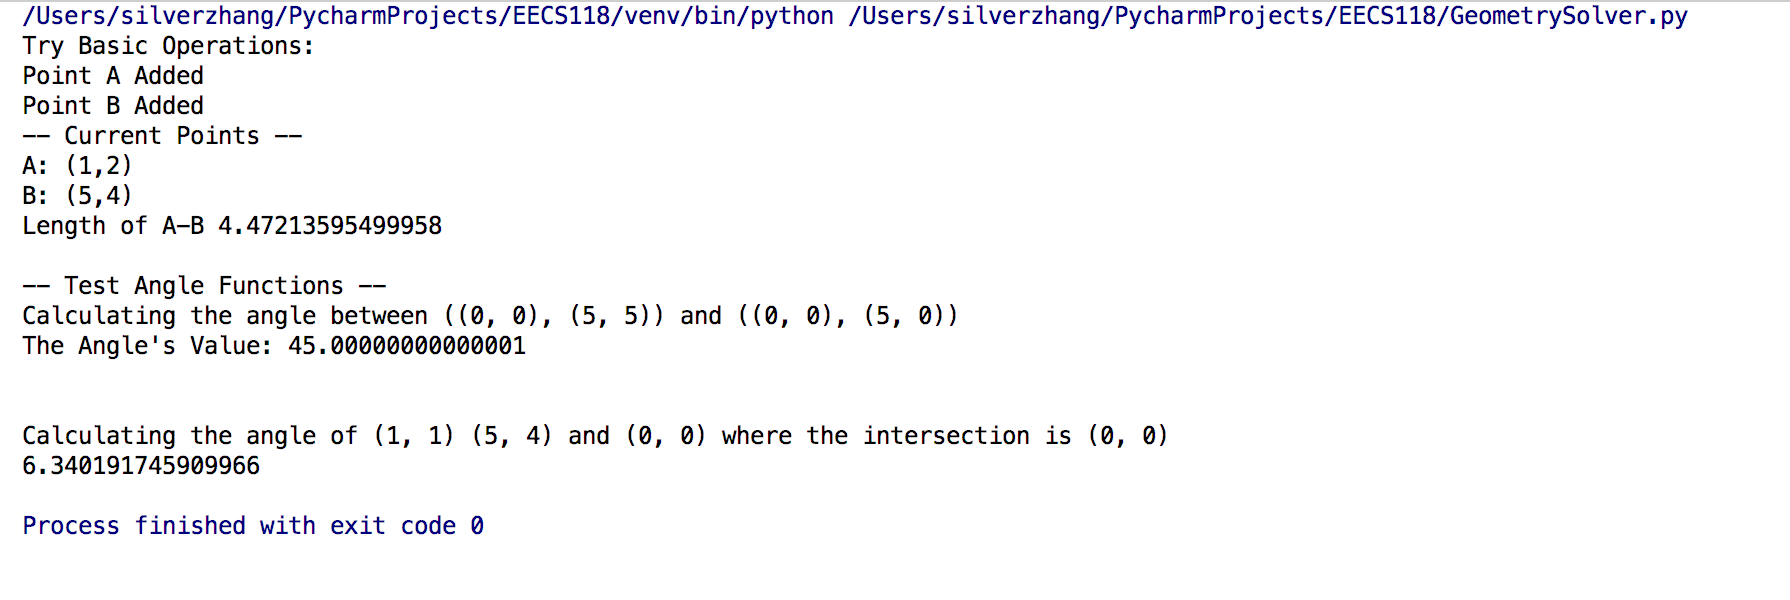 /Users/silverzhang/PycharmProjects/EECS118/venv/bin/python /Users/silverzhang/PycharmProjects/EECS118/GeometrySolver.py
Try Basic Operations:
Point A Added
Point B Added
-- Current Points --
A: (1,2)
B: (5,4)
Length of A-B 4.47213595499958
-- Test Angle Functions --
Calculating the angle between ((0, 0), (5, 5)) and ((0, 0), (5, 0))
The Angle's Value: 45.00000000000001
Calculating the angle of (1, 1) (5, 4) and (0, 0) where the intersection is (0, 0)
6.340191745909966
Process finished with exit code 0